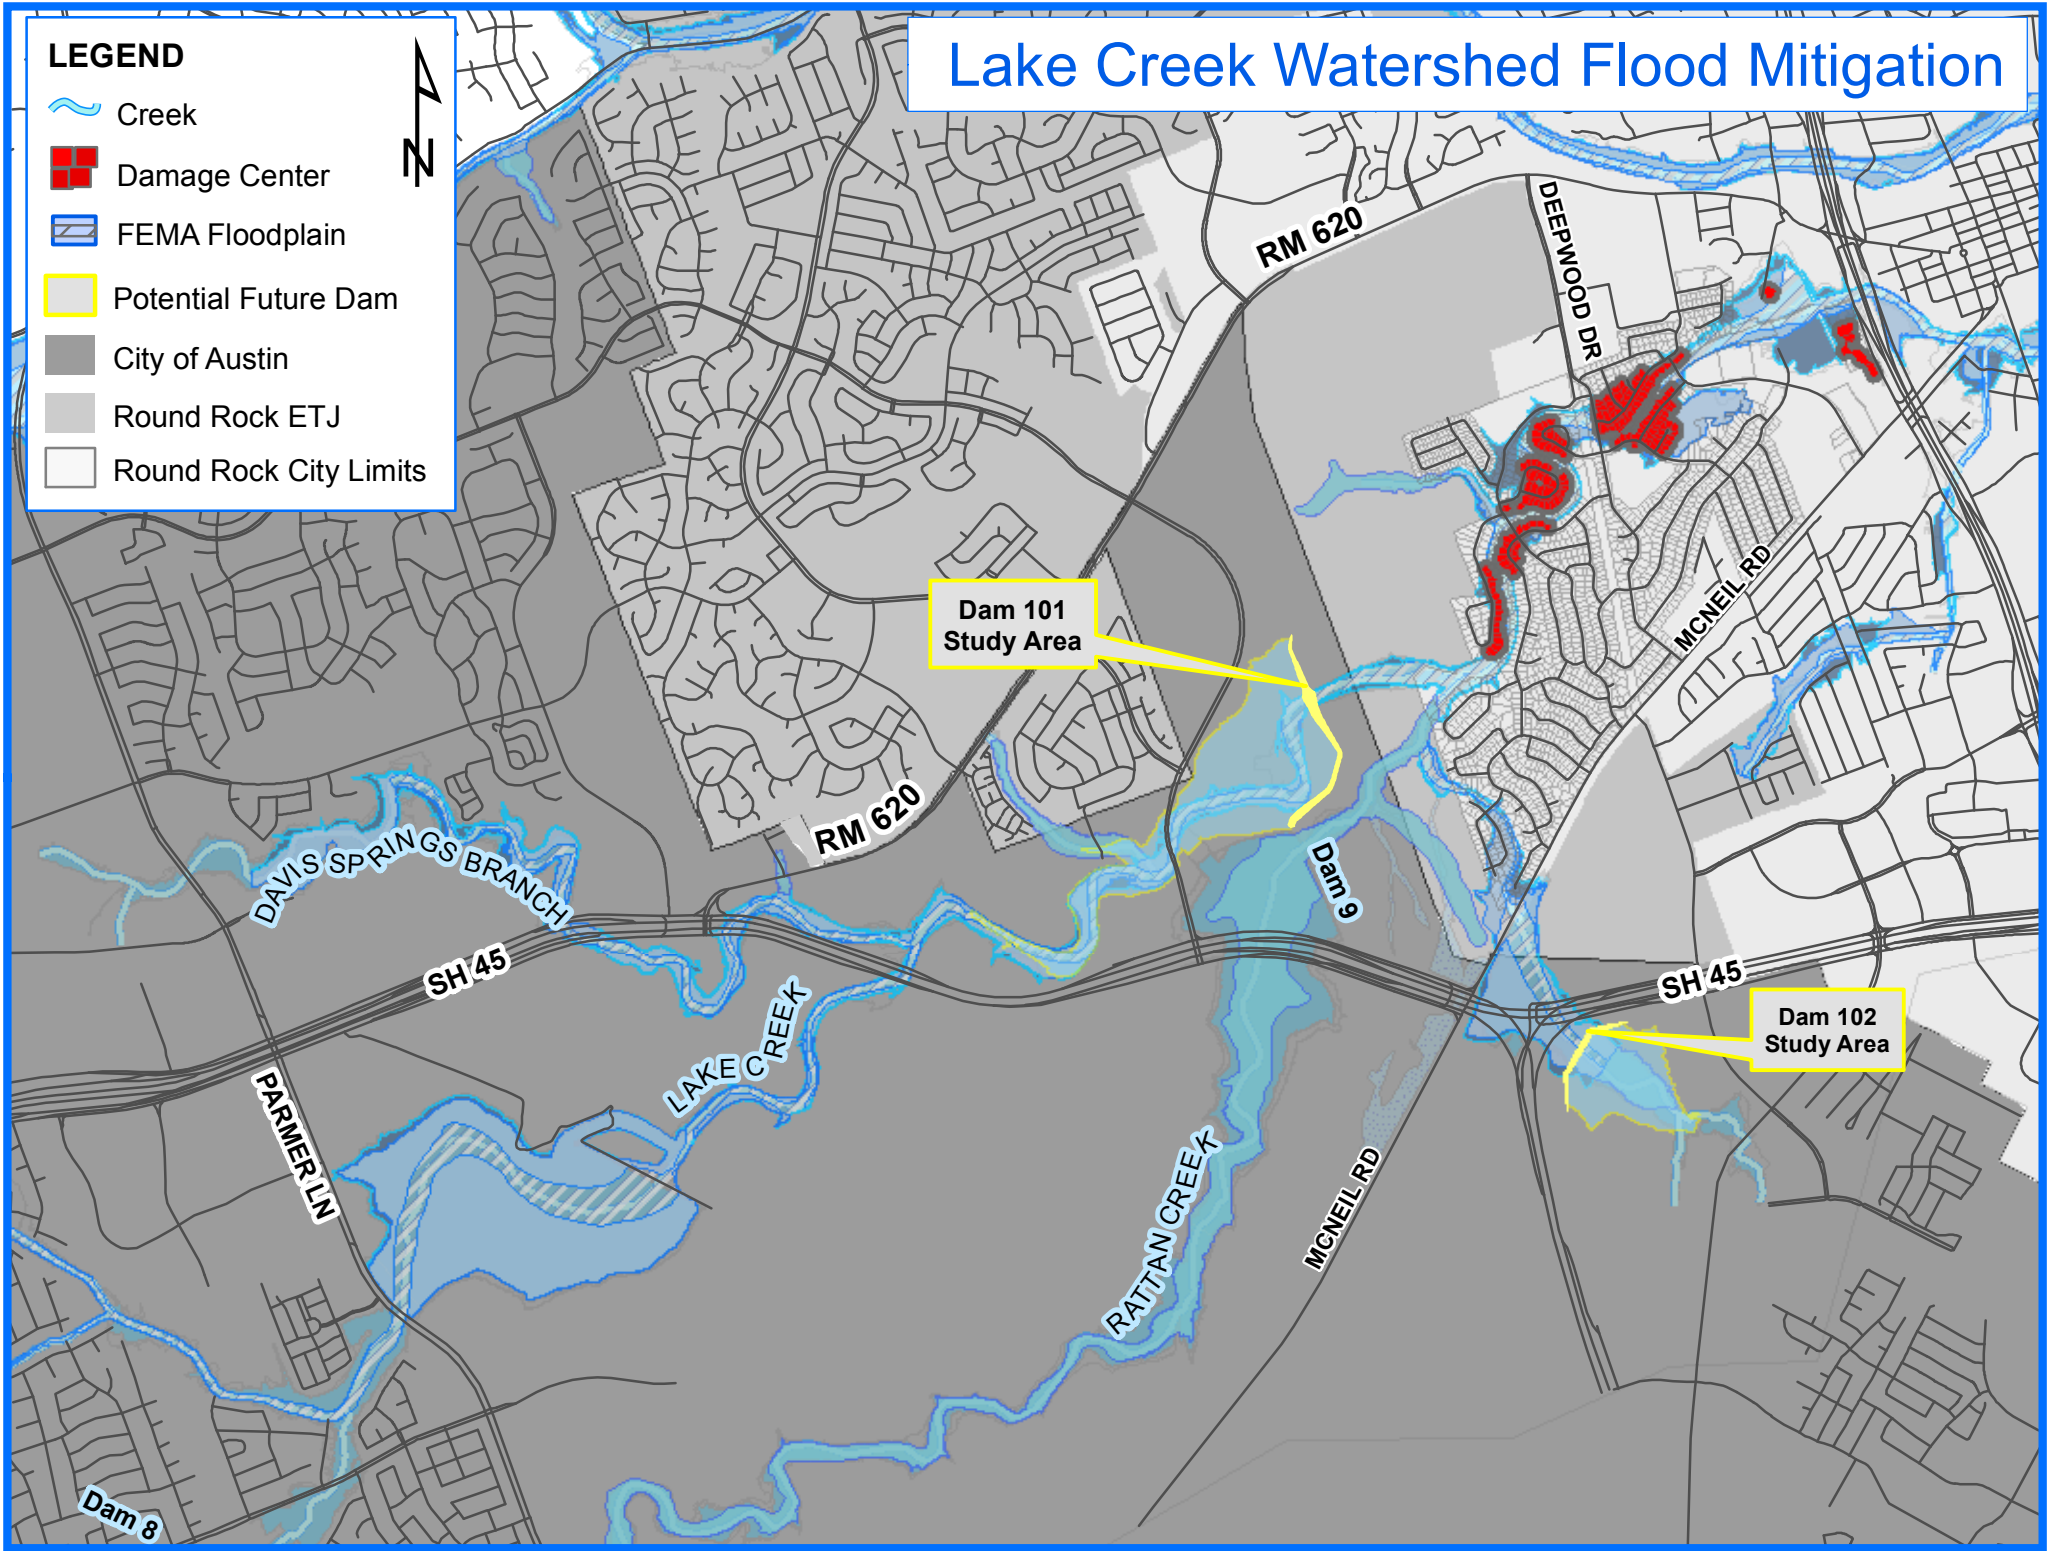 Lake Creek Watershed Flood Mitigation
LEGEND
N
Creek
Damage Center
FEMA Floodplain
Potential Future Dam
City of Austin
Round Rock ETJ
Round Rock City Limits
RM 620
DEEPWOOD DR
MCNEIL RD
Dam 101
Study Area
RM 620
Dam 9
DAVIS SPRINGS BRANCH
SH 45
SH 45
Dam 102
Study Area
LAKE CREEK
PARMER LN
RATTAN CREEK
MCNEIL RD
Dam 8